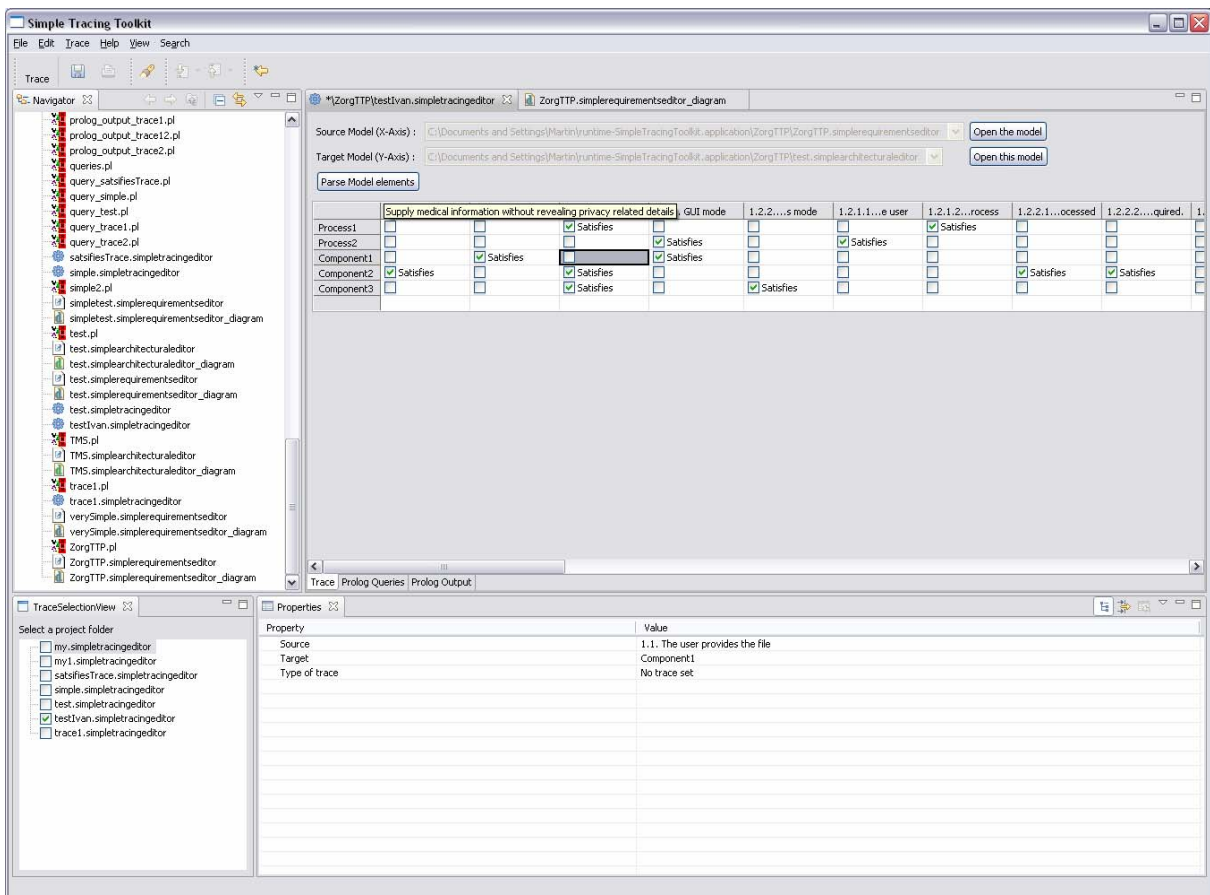 Simple Tracing Toolkit
File Edit Trace Help View Search
Trace
Navigator
prolog_output_trace1.pl
prolog_output_trace12.pl
prolog_output_trace2.pl
queries.pl
query_satsifiesTrace.pl
query_simple.pl
query_test.pl
query_trace1.pl
query_trace2.pl
satsifiesTrace.simpletracingeditor
simple.simpletracingeditor
simple2.pl
simpletest.simplerequirementseditor
simpletest.simplerequirementseditor_diagram
test.pl
test.simplearchitecturaleditor
test.simplearchitecturaleditor_diagram
test.simplerequirementseditor
test.simplerequirementseditor_diagram
test.simpletracingeditor
testIvan.simpletracingeditor
TMS.pl
TMS.simplearchitecturaleditor
TMS.simplearchitecturaleditor_diagram
trace1.pl
trace1.simpletracingeditor
verySimple.simplerequirementseditor
verySimple.simplerequirementseditor_diagram
ZorgTTP.pl
ZorgTTP.simplerequirementseditor
ZorgTTP.simplerequirementseditor_diagram
*\ZorgTTP\testIvan.simpletracingeditor ZorgTTP.simplerequirementseditor_diagram
Source Model (X-Axis) : C:\Documents and Settings\Martin\runtime-SimpleTracingToolkit.application\ZorgTTP\ZorgTTP.simplerequirementseditor Open the model
Target Model (Y-Axis) : C:\Documents and Settings\Martin\runtime-SimpleTracingToolkit.application\ZorgTTP\test.simplearchitecturaleditor Open this model
Parse Model elements
Supply medical information without revealing privacy related details , GUI mode 1.2.2....s mode 1.2.1.1...e user 1.2.1.2...rocess 1.2.2.1...ocessed 1.2.2.2....quired. 1.
Process1 Satisfies Satisfies
Process2 Satisfies Satisfies
Component1 Satisfies Satisfies
Component2 Satisfies Satisfies Satisfies Satisfies
Component3 Satisfies Satisfies
Trace Prolog Queries Prolog Output
TraceSelectionView
Select a project folder
my.simpletracingeditor
my1.simpletracingeditor
satsifiesTrace.simpletracingeditor
simple.simpletracingeditor
test.simpletracingeditor
testIvan.simpletracingeditor
trace1.simpletracingeditor
Properties
Property Value
Source 1.1. The user provides the file
Target Component1
Type of trace No trace set